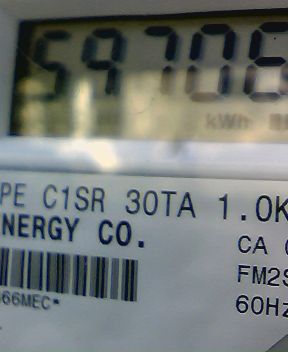 59706
kWh
PE C1SR 30TA 1.0K
NERGY CO.
CA
FM2S
66MEC*
60Hz